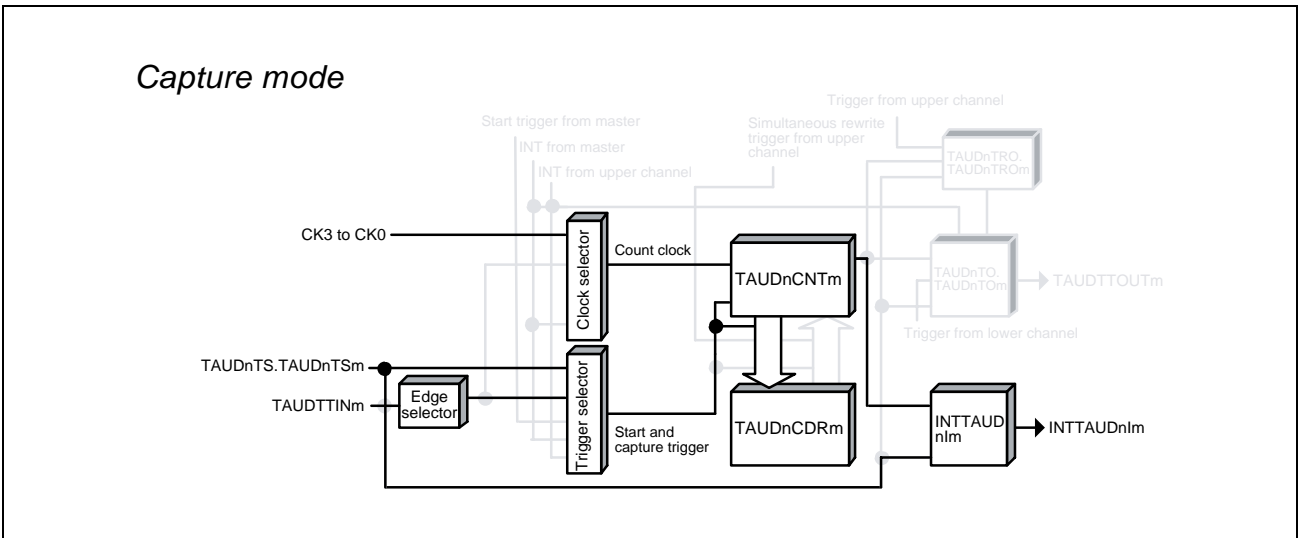 Capture mode
Trigger from upper channel
Start trigger from master
Simultaneous rewrite
trigger from upper
channel
INT from master
INT from upper channel
TAUDnTRO.
TAUDnTROm
CK3 to CK0
Clock selector
Count clock
TAUDnCNTm
TAUDnTO.
TAUDnTOm
TAUDTTOUTm
Trigger from lower channel
TAUDnTS.TAUDnTSm
TAUDTTINm
Edge
selector
Trigger selector
Start and
capture trigger
TAUDnCDRm
INTTAUD
nIm
INTTAUDnIm